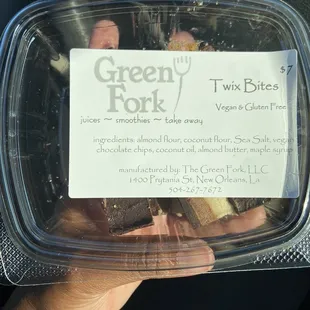 Green
Fork
juices ~ smoothies ~ take away
$7
Twix Bites
Vegan & Gluten Free
ingredients: almond flour, coconut flour, Sea Salt, vegan
chocolate chips, coconut oil, almond butter, maple syrup
manufactured by: The Green Fork, LLC
1400 Prytania St, New Orleans, La
504-267-7672